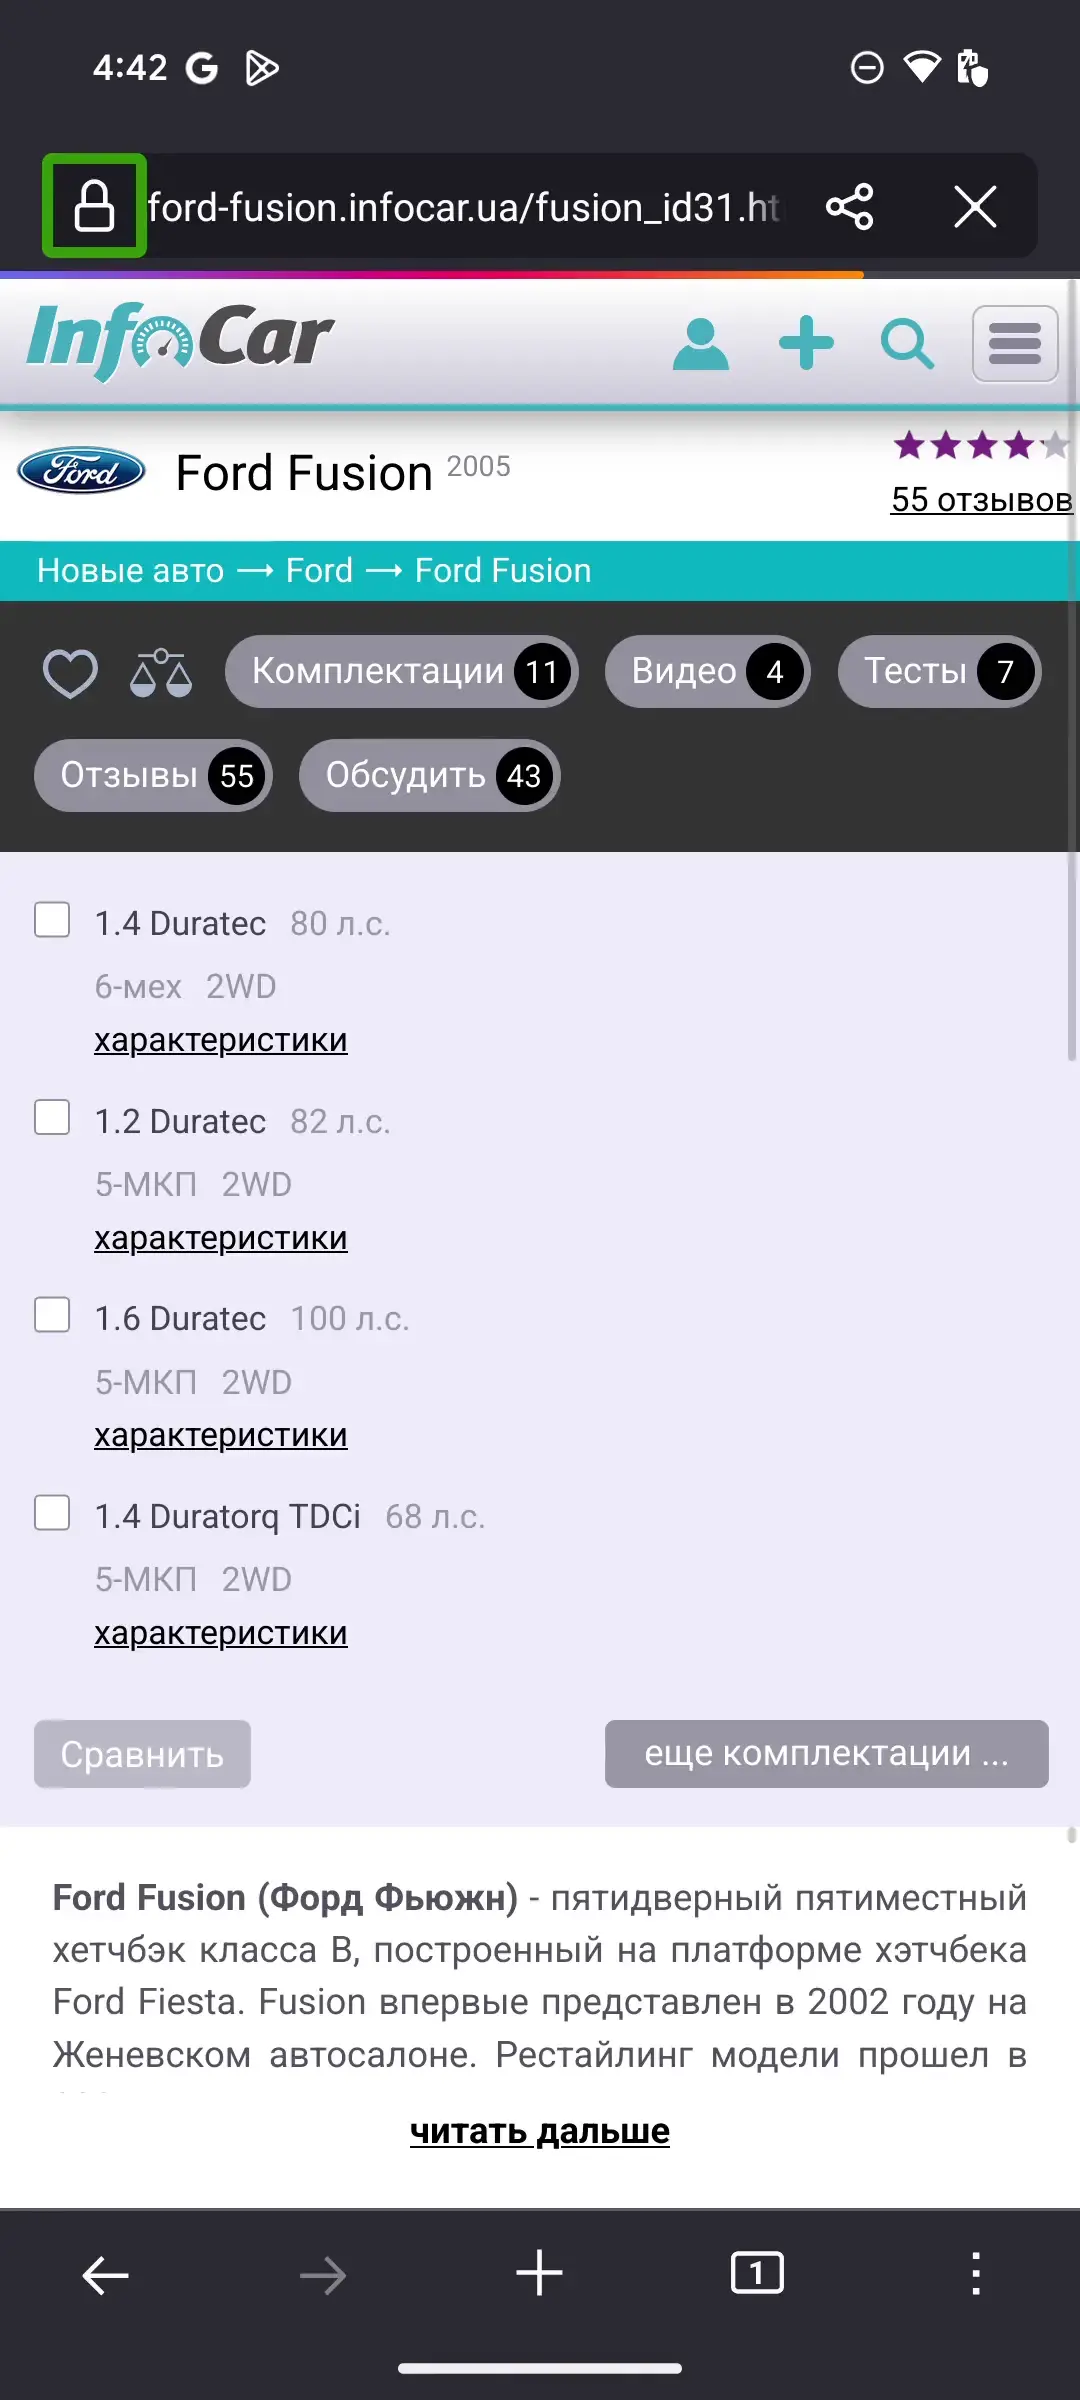 4:42
ford-fusion.infocar.ua/fusion_id31.ht
InfoCar
Ford
Ford Fusion 2005
55 отзывов
Новые авто → Ford → Ford Fusion
Комплектации 11
Видео 4
Тесты 7
Отзывы 55
Обсудить 43
1.4 Duratec 80 л.с.
6-мех 2WD
характеристики
1.2 Duratec 82 л.с.
5-МКП 2WD
характеристики
1.6 Duratec 100 л.с.
5-МКП 2WD
характеристики
1.4 Duratorq TDCi 68 л.с.
5-МКП 2WD
характеристики
Сравнить
еще комплектации ...
Ford Fusion (Форд Фьюжн) - пятидверный пятиместный
хетчбэк класса В, построенный на платформе хэтчбека
Ford Fiesta. Fusion впервые представлен в 2002 году на
Женевском автосалоне. Рестайлинг модели прошел в
читать дальше
1